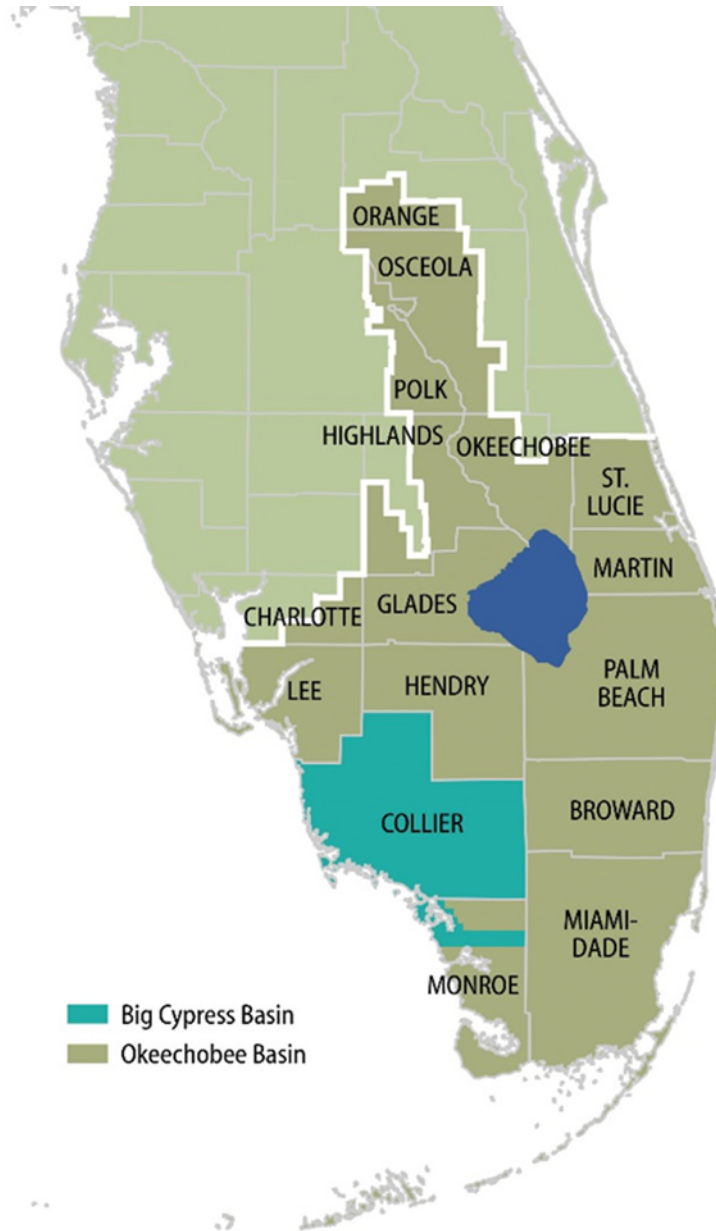 ORANGE
OSCEOLA
POLK
HIGHLANDS
OKEECHOBEE
ST.
LUCIE
MARTIN
CHARLOTTE
GLADES
LEE
HENDRY
PALM
BEACH
COLLIER
BROWARD
MIAMI-
DADE
MONROE
Big Cypress Basin
Okeechobee Basin